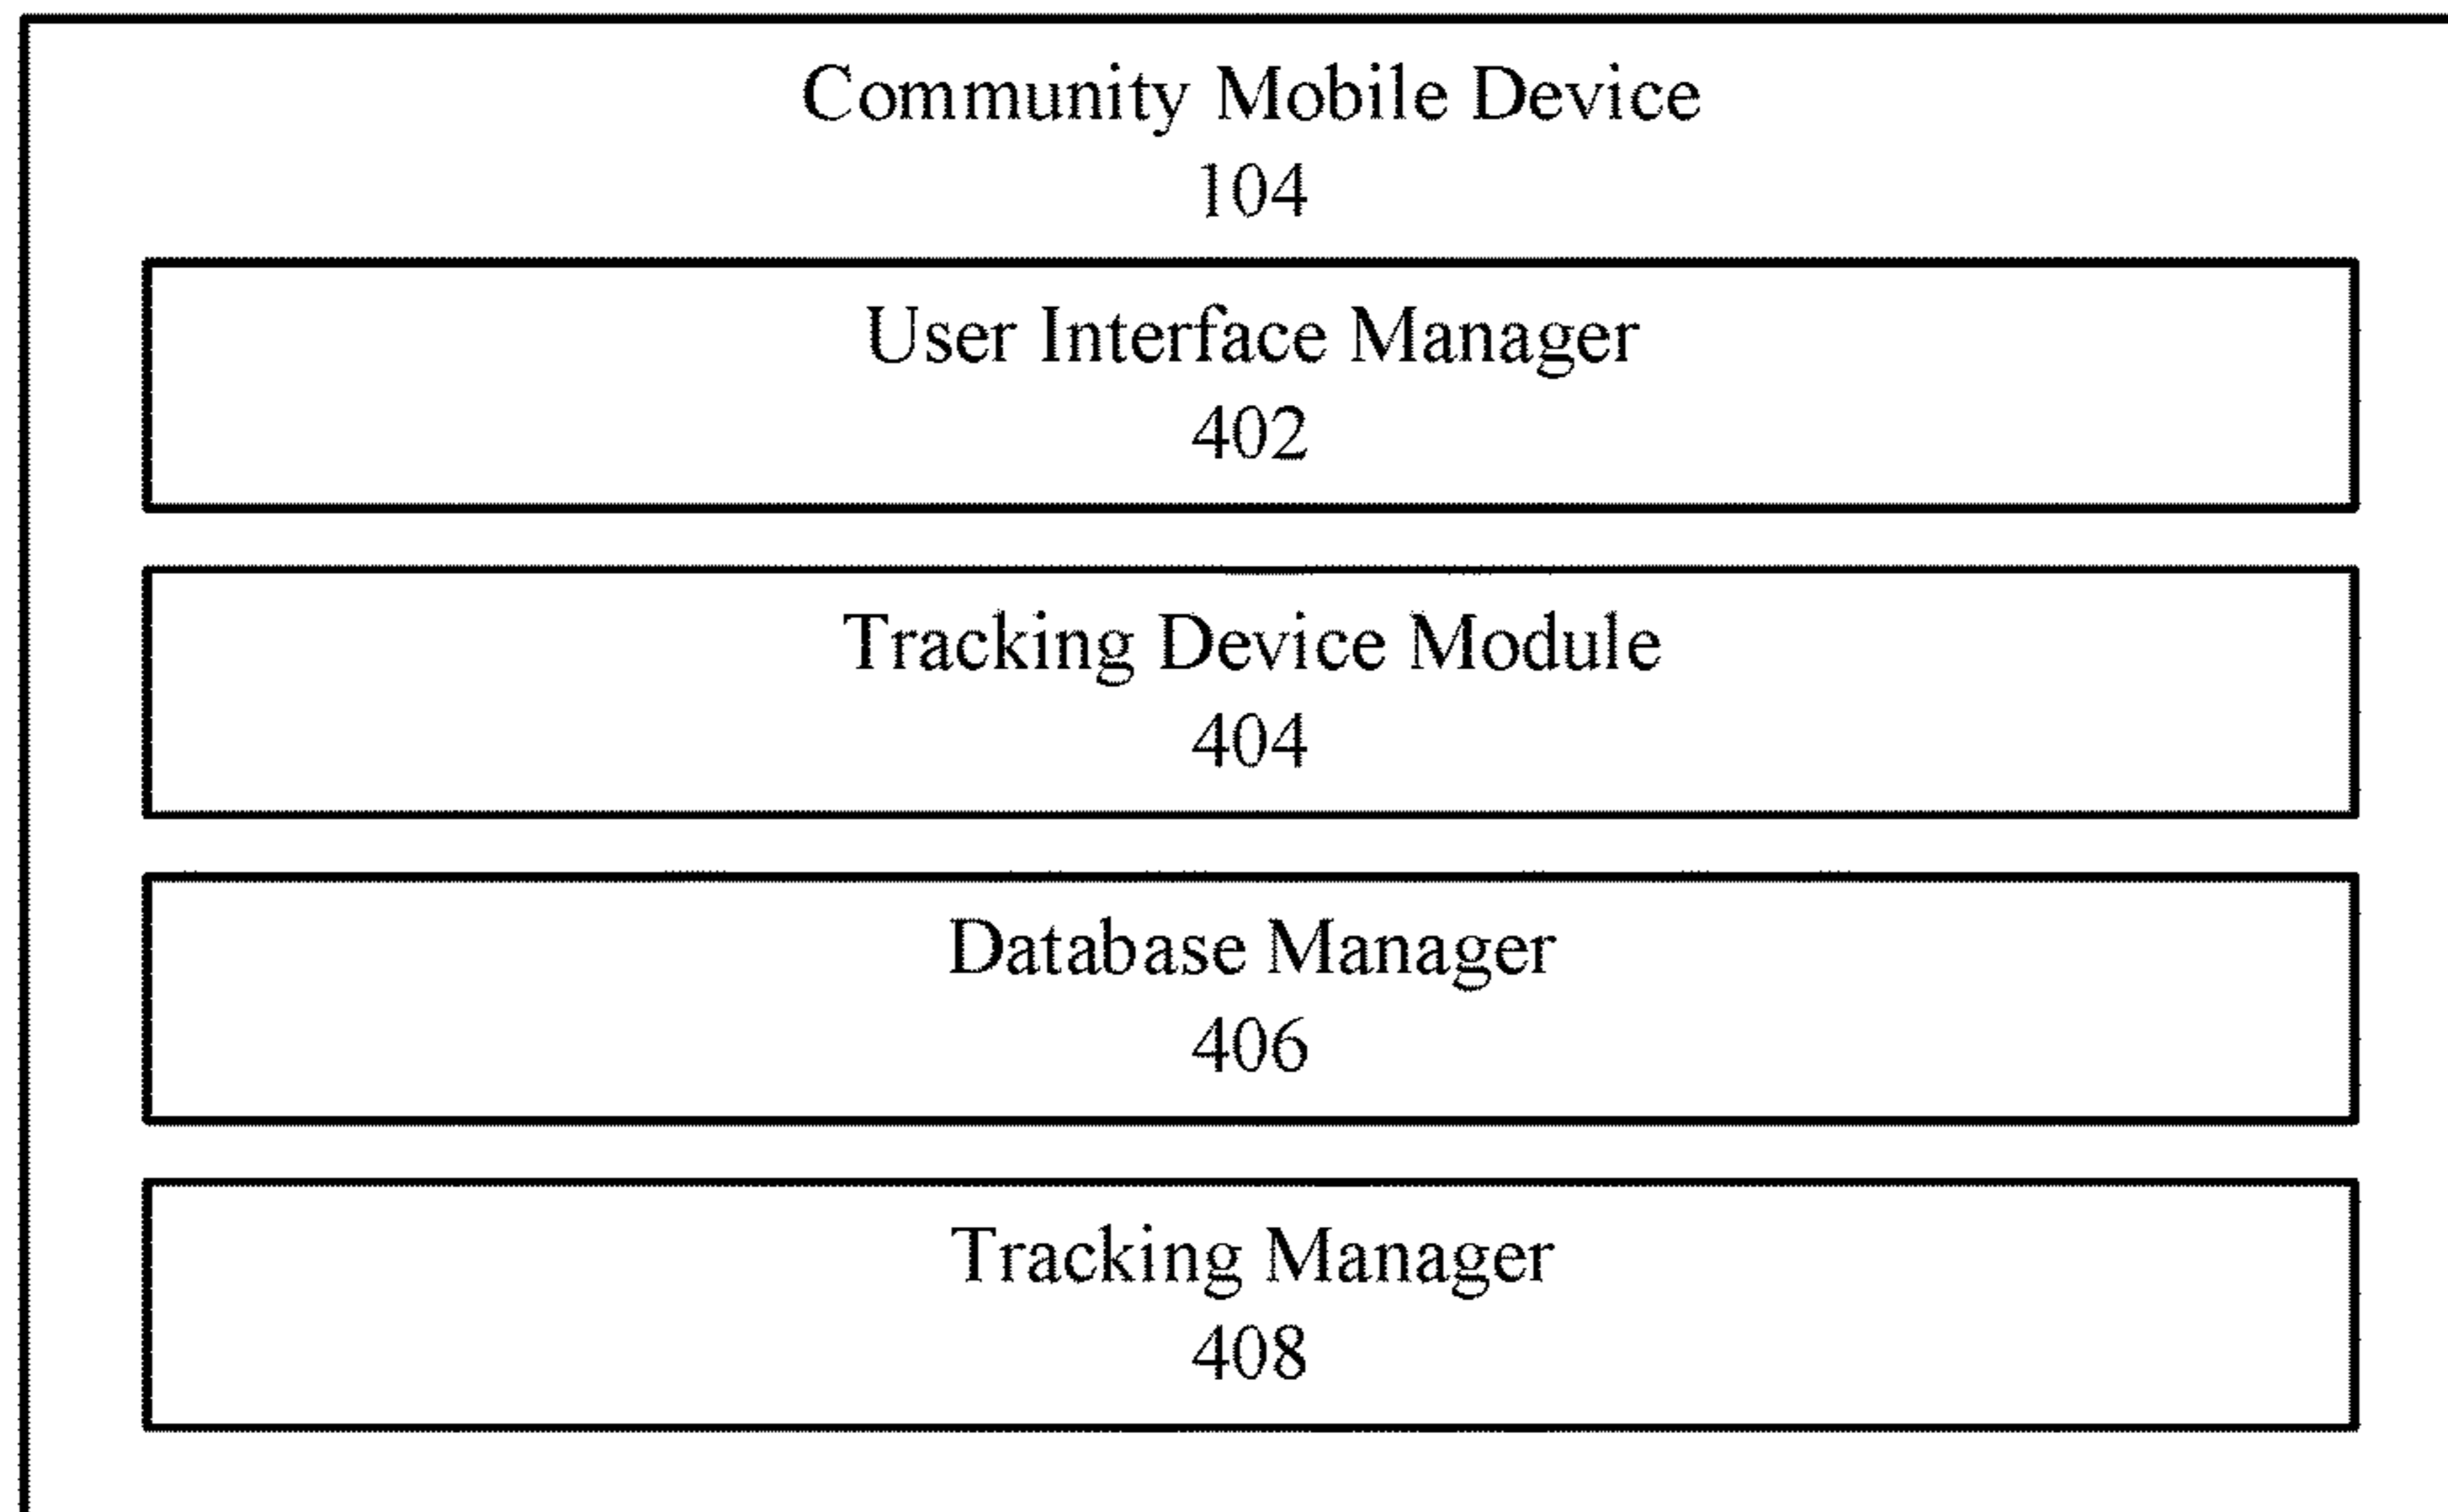 Community Mobile Device
104
User Interface Manager
402
Tracking Device Module
404
Database Manager
406
Tracking Manager
408